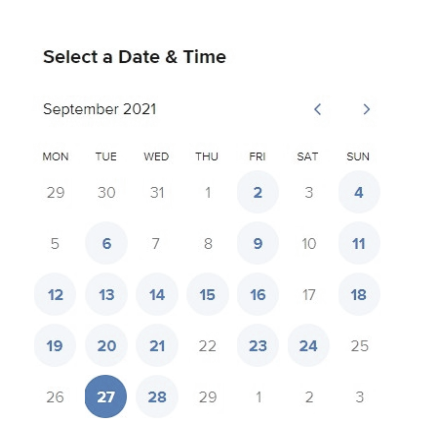 Select a Date & Time
September 2021
MON TUE WED THU FRI SAT SUN
29 30 31 1 2 3 4
5 6 7 8 9 10 11
12 13 14 15 16 17 18
19 20 21 22 23 24 25
26 27 28 29 1 2 3